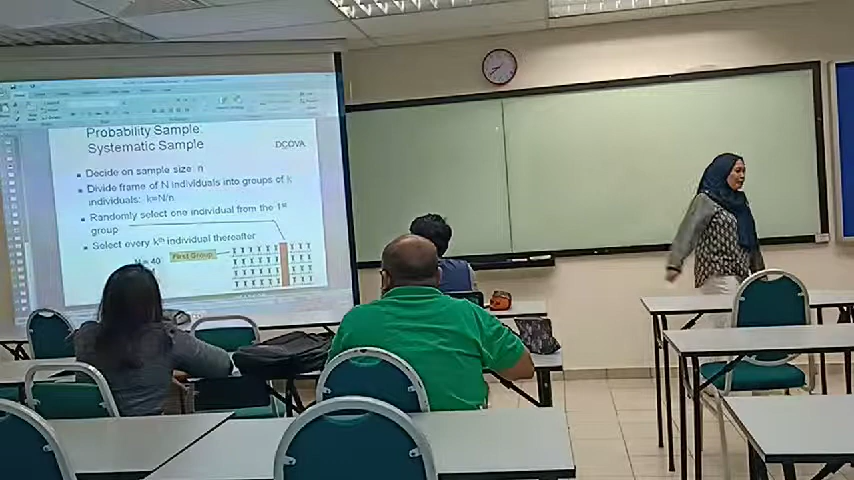 Probability Sample:
Systematic Sample
DCOVA
Decide on sample size: n
Divide frame of N individuals into groups of k
individuals: k=N/n
Randomly select one individual from the 1st
group
Select every kth individual thereafter
N = 40
First Group